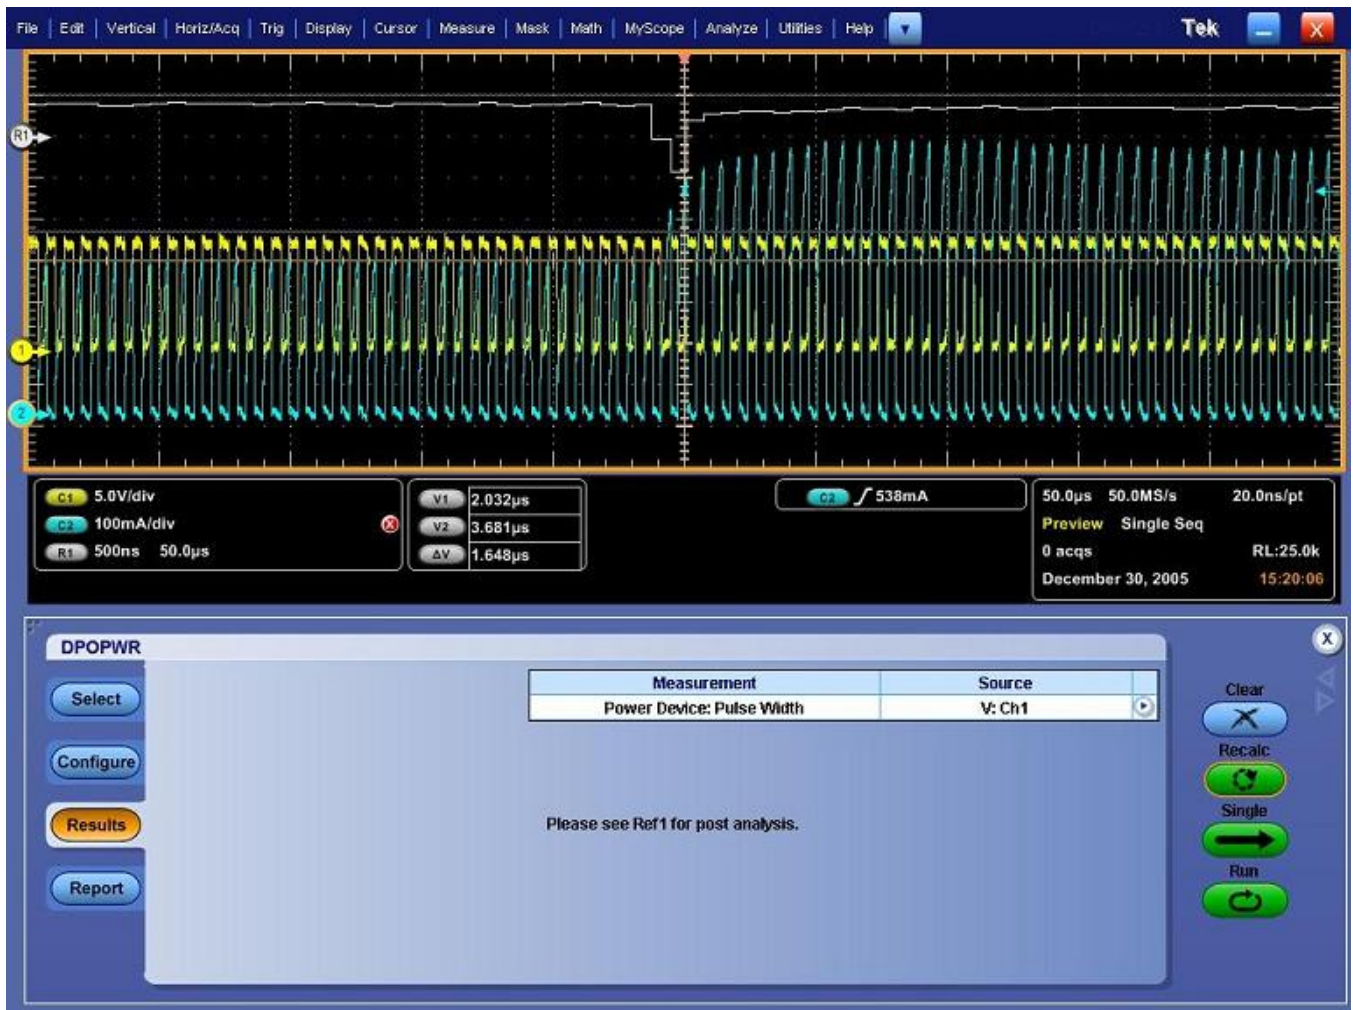 File | Edit | Vertical | Horiz/Acq | Trig | Display | Cursor | Measure | Mask | Math | MyScope | Analyze | Utilities | Help
Tek
X
R1
1
2
C1 5.0V/div
C2 100mA/div
R1 500ns 50.0µs
V1 2.032µs
V2 3.681µs
ΔV 1.648µs
C2 538mA
50.0µs 50.0MS/s 20.0ns/pt
Preview Single Seq
0 acqs RL:25.0k
December 30, 2005 15:20:06
DPOPWR
X
Select
Configure
Results
Report
Measurement Source
Power Device: Pulse Width V: Ch1
Please see Ref1 for post analysis.
Clear
Recalc
Single
Run